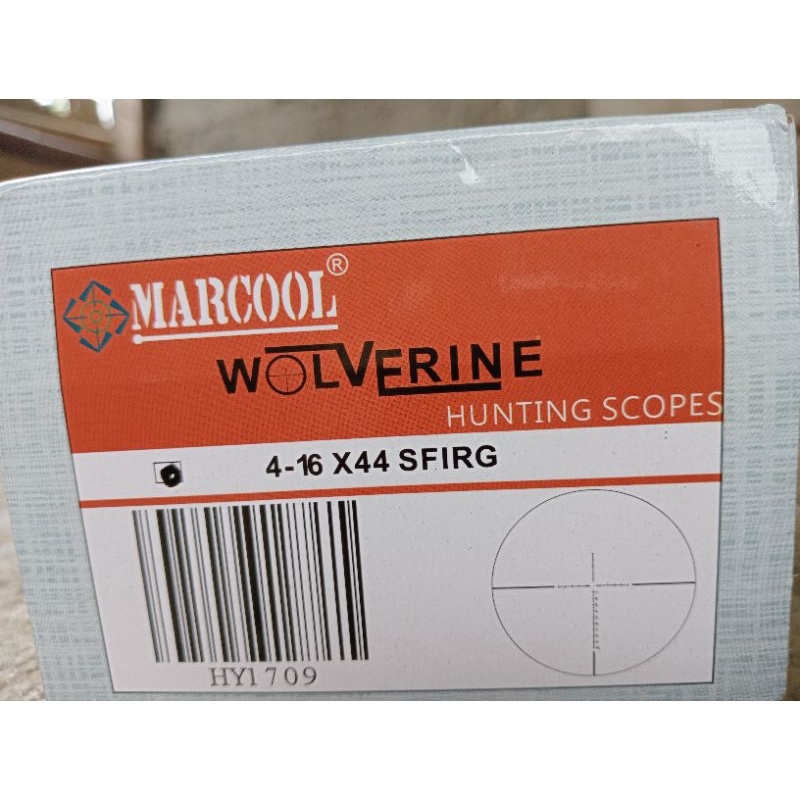 MARCOOL®
WOLVERINE
HUNTING SCOPES
4-16 X44 SFIRG
HY1709